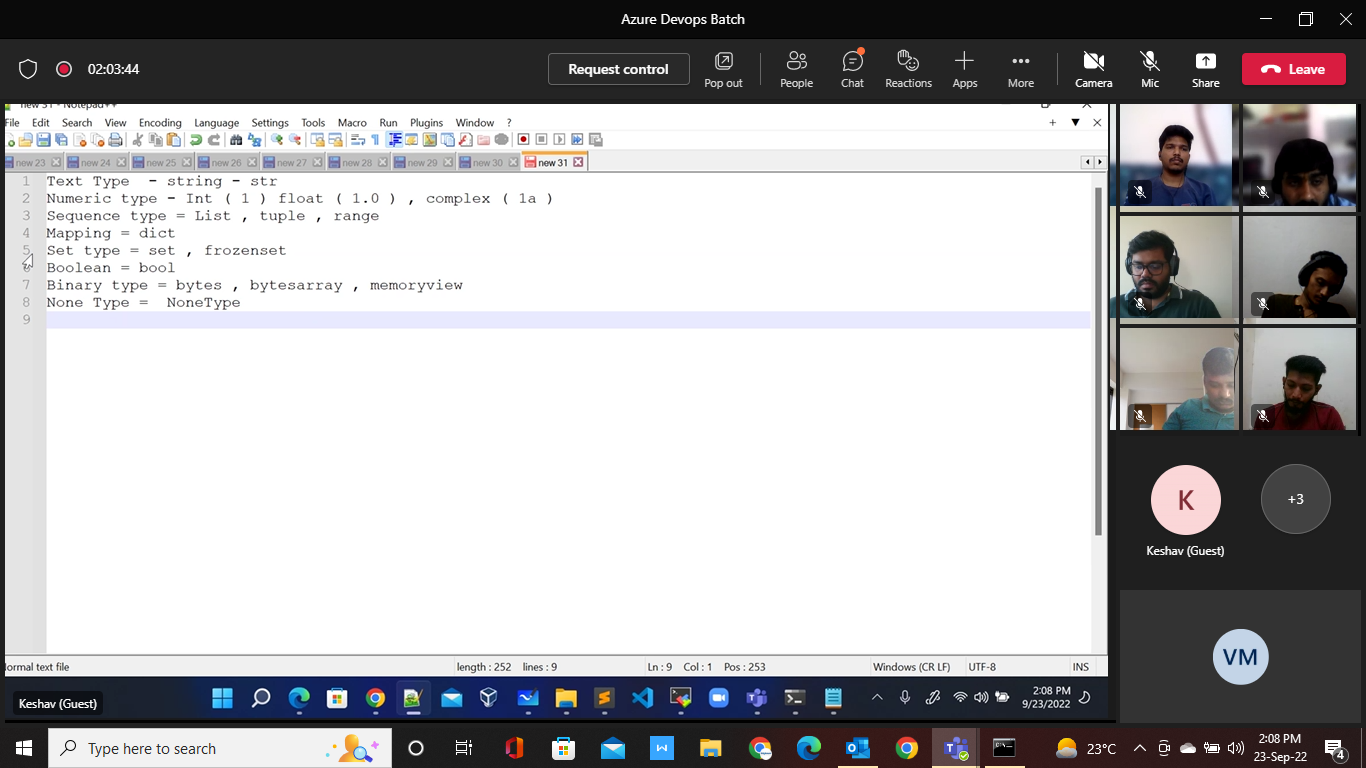 Azure Devops Batch
02:03:44
Request control
Pop out
People
Chat
Reactions
Apps
More
Camera
Mic
Share
Leave
new 31 - Notepad++
File Edit Search View Encoding Language Settings Tools Macro Run Plugins Window ?
new 23 new 24 new 25 new 26 new 27 new 28 new 29 new 30 new 31
1 Text Type - string - str
2 Numeric type - Int ( 1 ) float ( 1.0 ) , complex ( 1a )
3 Sequence type = List , tuple , range
4 Mapping = dict
5 Set type = set , frozenset
6 Boolean = bool
7 Binary type = bytes , bytesarray , memoryview
8 None Type = NoneType
9
K
+3
Keshav (Guest)
VM
lormal text file length : 252 lines : 9 Ln : 9 Col : 1 Pos : 253 Windows (CR LF) UTF-8 INS
Keshav (Guest)
2:08 PM
9/23/2022
Type here to search
W
23°C
2:08 PM
23-Sep-22
4